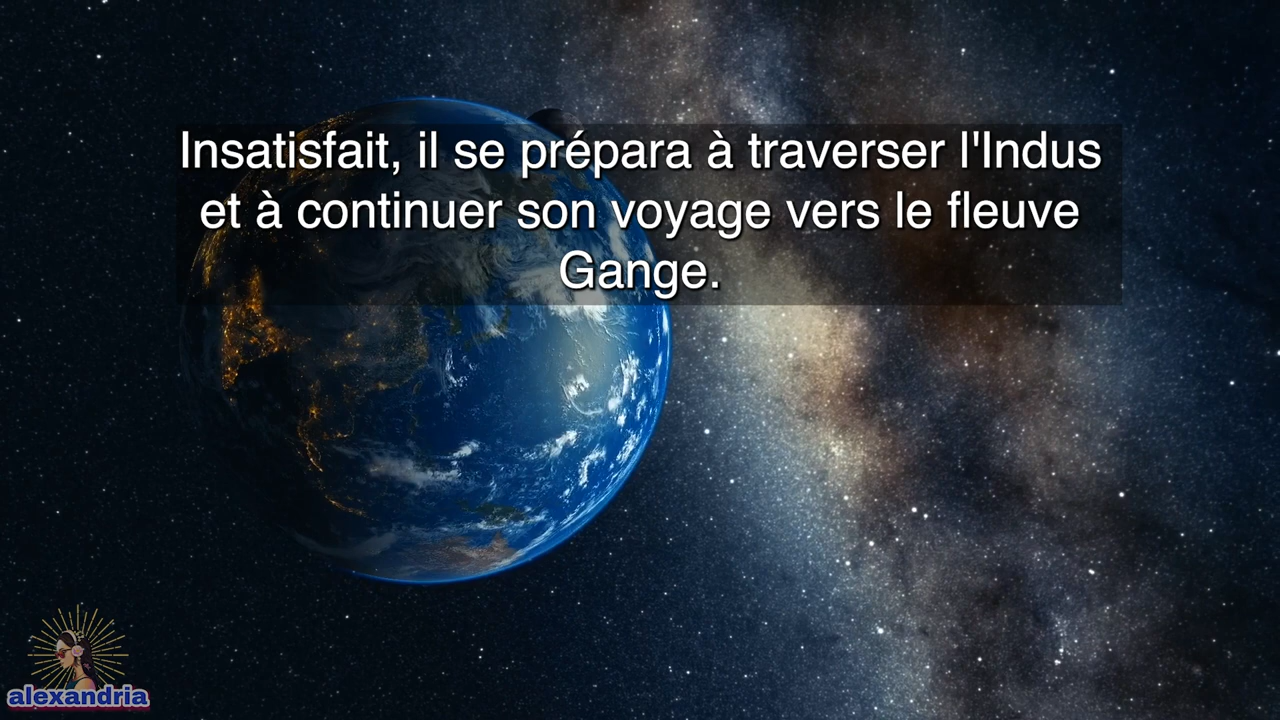 Insatisfait, il se prépara à traverser l'Indus
et à continuer son voyage vers le fleuve
Gange.
alexandria